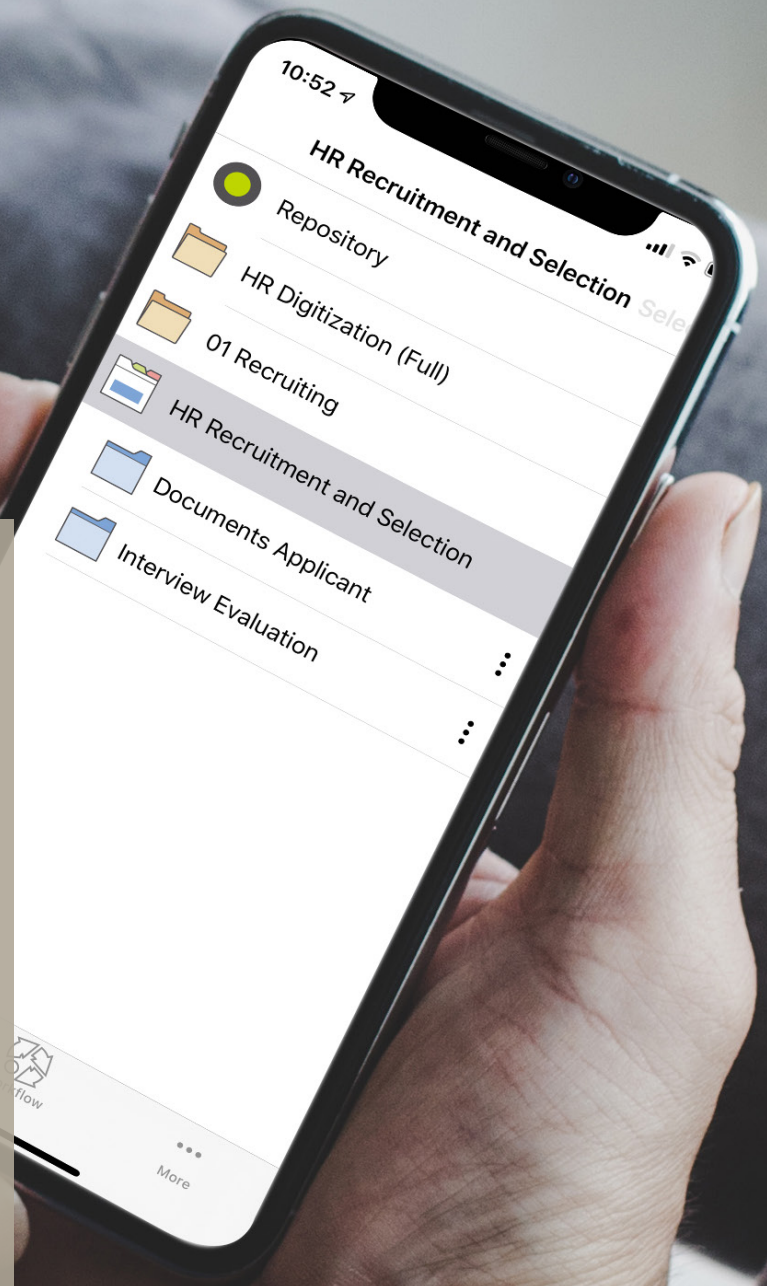 10:52
HR Recruitment and Selection
Repository
HR Digitization (Full)
01 Recruiting
HR Recruitment and Selection
Documents Applicant
Interview Evaluation
More